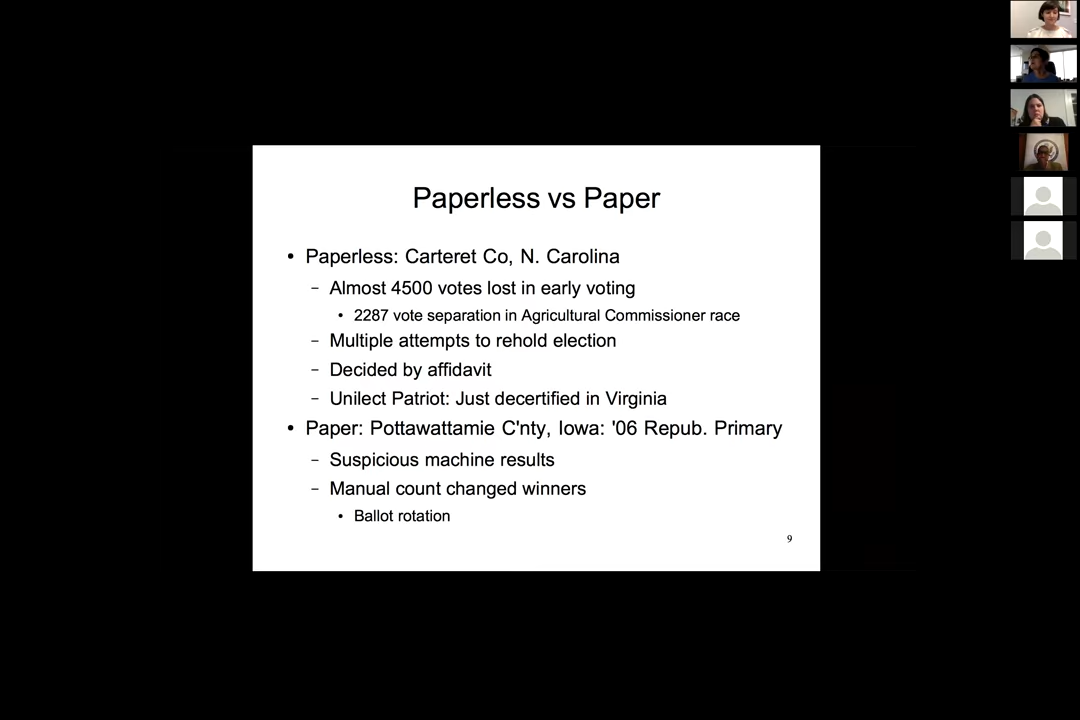 Paperless vs Paper
• Paperless: Carteret Co, N. Carolina
– Almost 4500 votes lost in early voting
• 2287 vote separation in Agricultural Commissioner race
– Multiple attempts to rehold election
– Decided by affidavit
– Unilect Patriot: Just decertified in Virginia
• Paper: Pottawattamie C'nty, Iowa: '06 Repub. Primary
– Suspicious machine results
– Manual count changed winners
• Ballot rotation
9